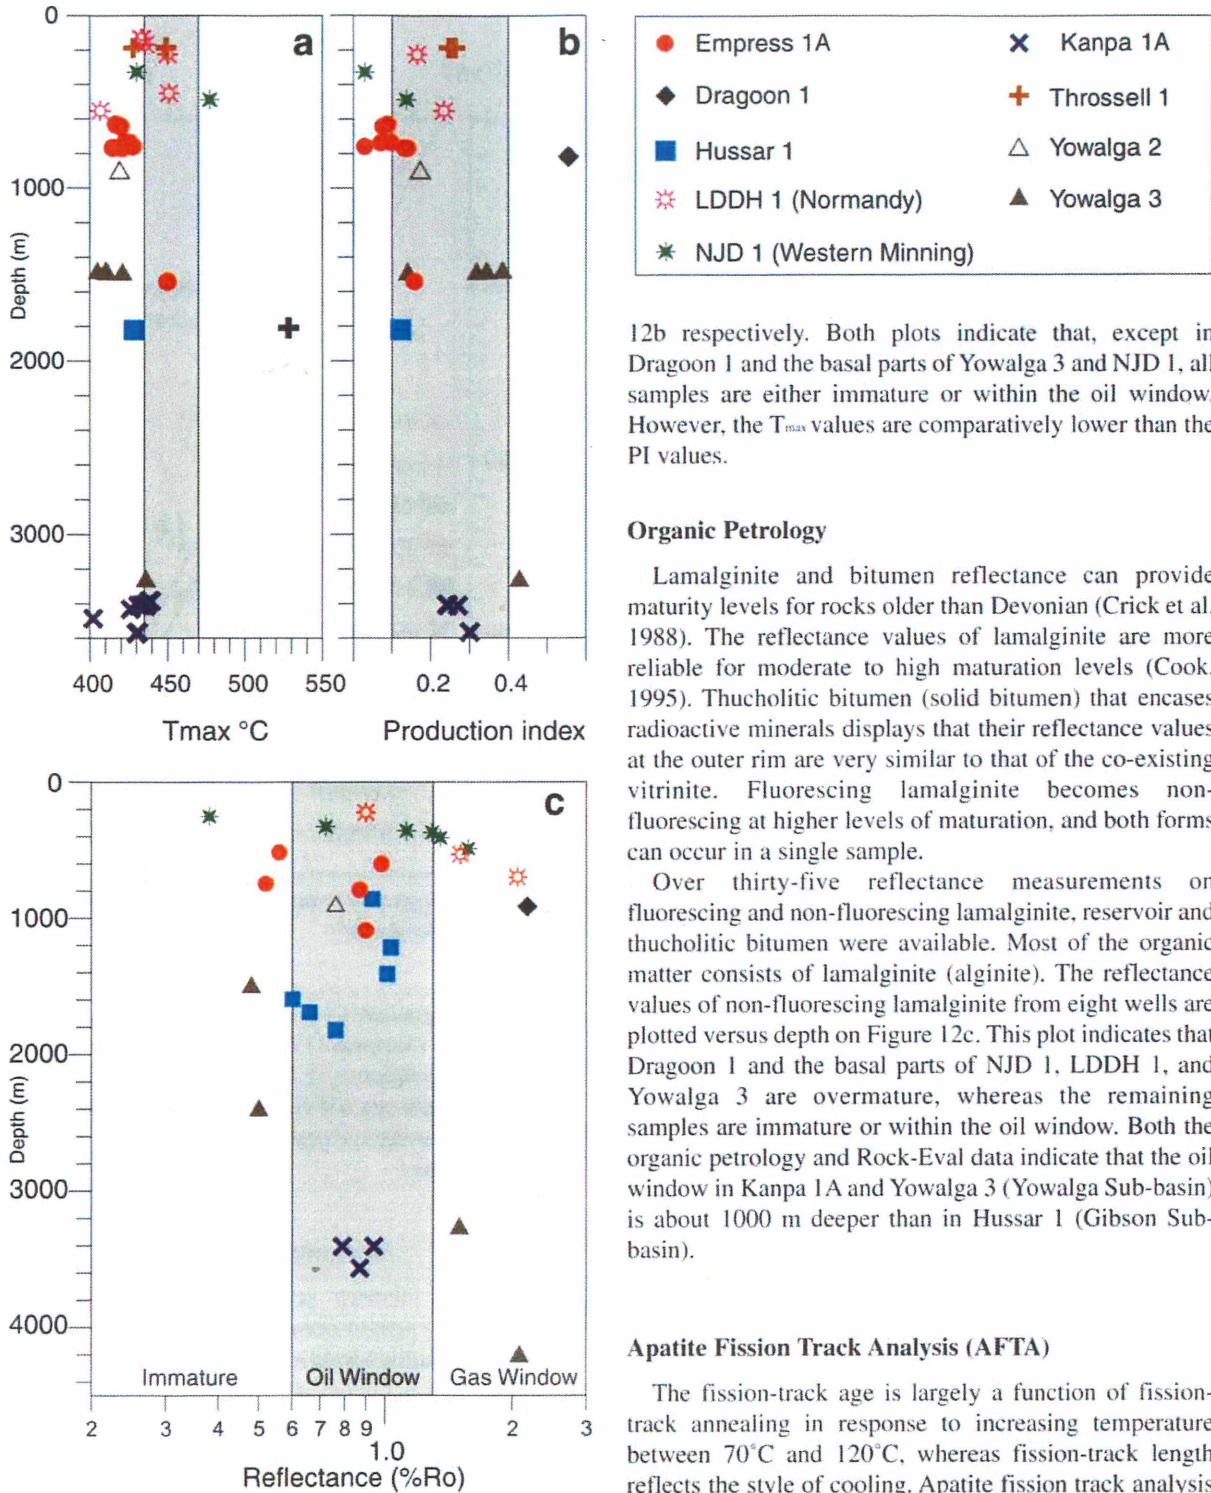 0
1000
2000
3000
Depth (m)
a
400
450
500
550
Tmax °C
b
0.2
0.4
Production index
0
1000
2000
3000
4000
Depth (m)
c
Immature
Oil Window
Gas Window
2
3
4
5
6
7
8
9
1.0
2
3
Reflectance (%Ro)
Empress 1A
Dragoon 1
Hussar 1
LDDH 1 (Normandy)
NJD 1 (Western Minning)
Kanpa 1A
Throssell 1
Yowalga 2
Yowalga 3
12b respectively. Both plots indicate that, except in
Dragoon 1 and the basal parts of Yowalga 3 and NJD 1, all
samples are either immature or within the oil window.
However, the Tmax values are comparatively lower than the
PI values.
Organic Petrology
Lamalginite and bitumen reflectance can provide
maturity levels for rocks older than Devonian (Crick et al.
1988). The reflectance values of lamalginite are more
reliable for moderate to high maturation levels (Cook,
1995). Thucholitic bitumen (solid bitumen) that encases
radioactive minerals displays that their reflectance values
at the outer rim are very similar to that of the co-existing
vitrinite. Fluorescing lamalginite becomes non-
fluorescing at higher levels of maturation, and both forms
can occur in a single sample.
Over thirty-five reflectance measurements on
fluorescing and non-fluorescing lamalginite, reservoir and
thucholitic bitumen were available. Most of the organic
matter consists of lamalginite (alginite). The reflectance
values of non-fluorescing lamalginite from eight wells are
plotted versus depth on Figure 12c. This plot indicates that
Dragoon 1 and the basal parts of NJD 1, LDDH 1, and
Yowalga 3 are overmature, whereas the remaining
samples are immature or within the oil window. Both the
organic petrology and Rock-Eval data indicate that the oil
window in Kanpa 1A and Yowalga 3 (Yowalga Sub-basin)
is about 1000 m deeper than in Hussar 1 (Gibson Sub-
basin).
Apatite Fission Track Analysis (AFTA)
The fission-track age is largely a function of fission-
track annealing in response to increasing temperature
between 70°C and 120°C, whereas fission-track length
reflects the style of cooling. Apatite fission track analysis